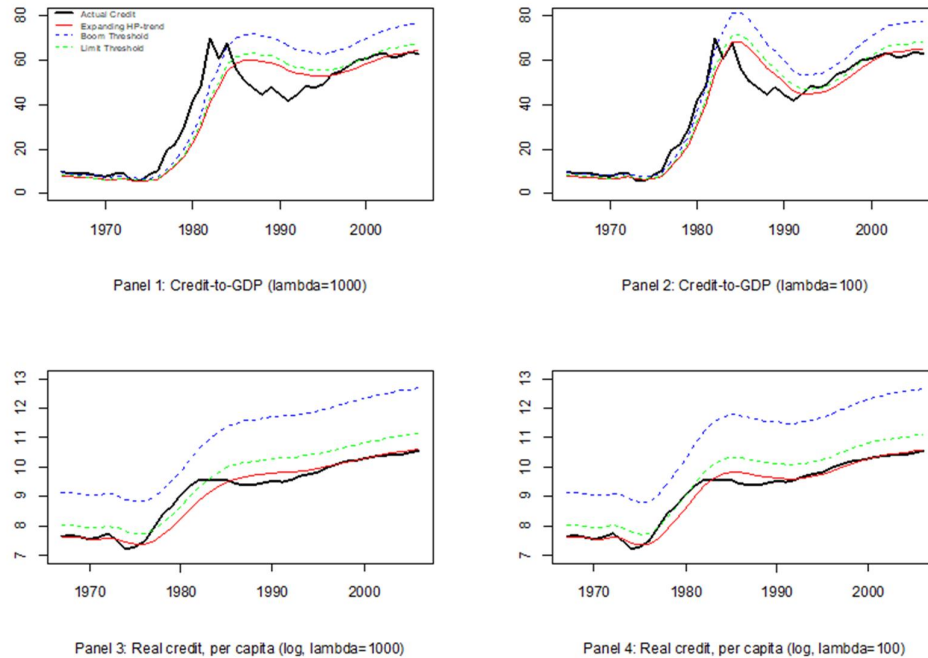 Actual Credit
Expanding HP-trend
Boom Threshold
Limit Threshold
80
60
40
20
0
1970 1980 1990 2000
Panel 1: Credit-to-GDP (lambda=1000)
80
60
40
20
0
1970 1980 1990 2000
Panel 2: Credit-to-GDP (lambda=100)
13
12
11
10
9
8
7
1970 1980 1990 2000
Panel 3: Real credit, per capita (log, lambda=1000)
13
12
11
10
9
8
7
1970 1980 1990 2000
Panel 4: Real credit, per capita (log, lambda=100)